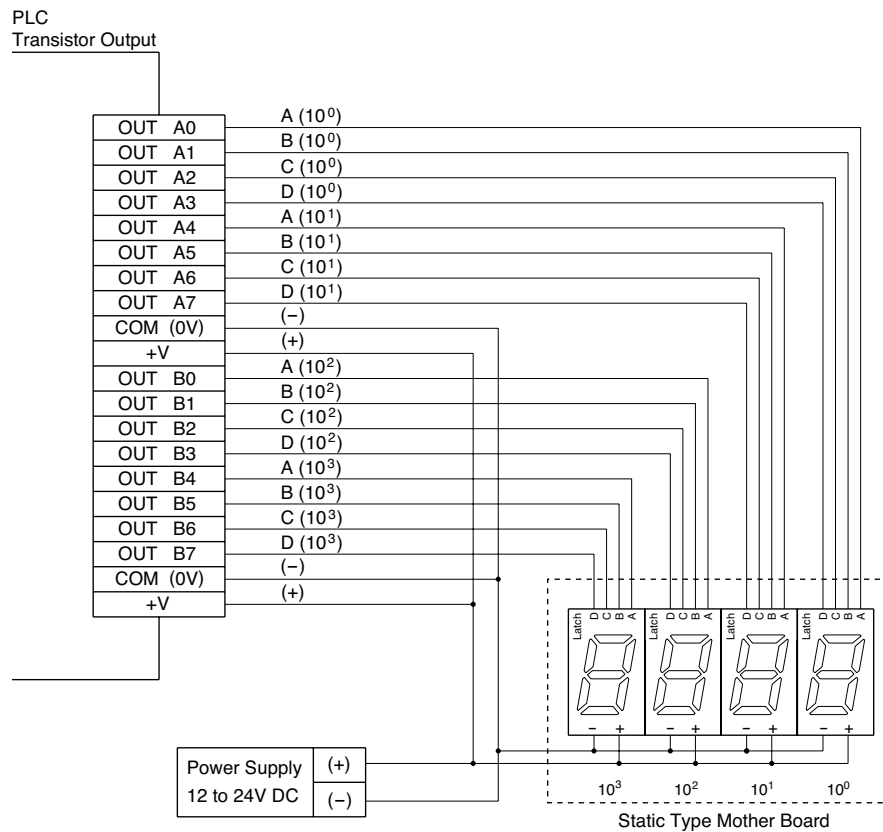 PLC
Transistor Output
OUT A0 A (10⁰)
OUT A1 B (10⁰)
OUT A2 C (10⁰)
OUT A3 D (10⁰)
OUT A4 A (10¹)
OUT A5 B (10¹)
OUT A6 C (10¹)
OUT A7 D (10¹)
COM (0V) (−)
+V (+)
OUT B0 A (10²)
OUT B1 B (10²)
OUT B2 C (10²)
OUT B3 D (10²)
OUT B4 A (10³)
OUT B5 B (10³)
OUT B6 C (10³)
OUT B7 D (10³)
COM (0V) (−)
+V (+)
Latch D C B A Latch D C B A Latch D C B A Latch D C B A
− + − + − + − +
Power Supply (+)
12 to 24V DC (−)
10³ 10² 10¹ 10⁰
Static Type Mother Board